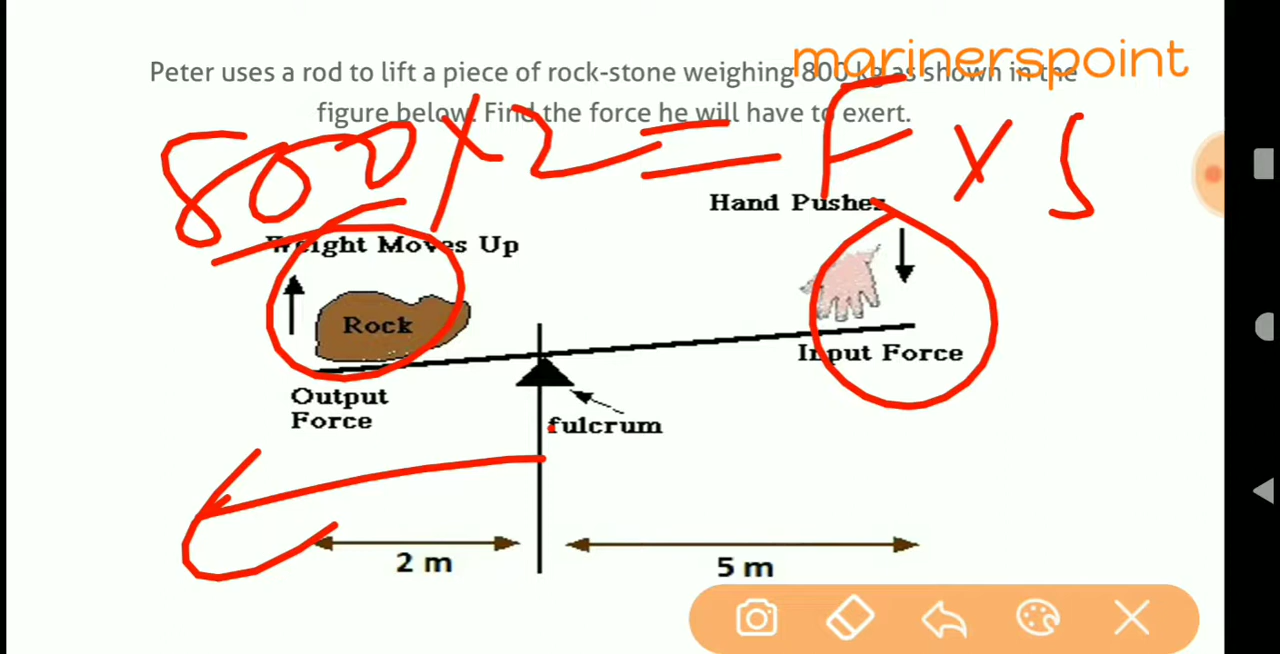 marinerspoint
Peter uses a rod to lift a piece of rock-stone weighing 800 kg as shown in the
figure below. Find the force he will have to exert.
800 x 2 = F x 5
Hand Pushes
Weight Moves Up
Rock
Input Force
Output
Force
fulcrum
2 m
5 m